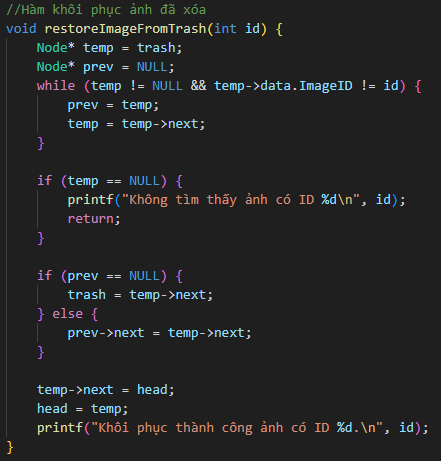 //Hàm khôi phục ảnh đã xóa
void restoreImageFromTrash(int id) {
    Node* temp = trash;
    Node* prev = NULL;
    while (temp != NULL && temp->data.ImageID != id) {
        prev = temp;
        temp = temp->next;
    }

    if (temp == NULL) {
        printf("Không tìm thấy ảnh có ID %d\n", id);
        return;
    }

    if (prev == NULL) {
        trash = temp->next;
    } else {
        prev->next = temp->next;
    }

    temp->next = head;
    head = temp;
    printf("Khôi phục thành công ảnh có ID %d.\n", id);
}